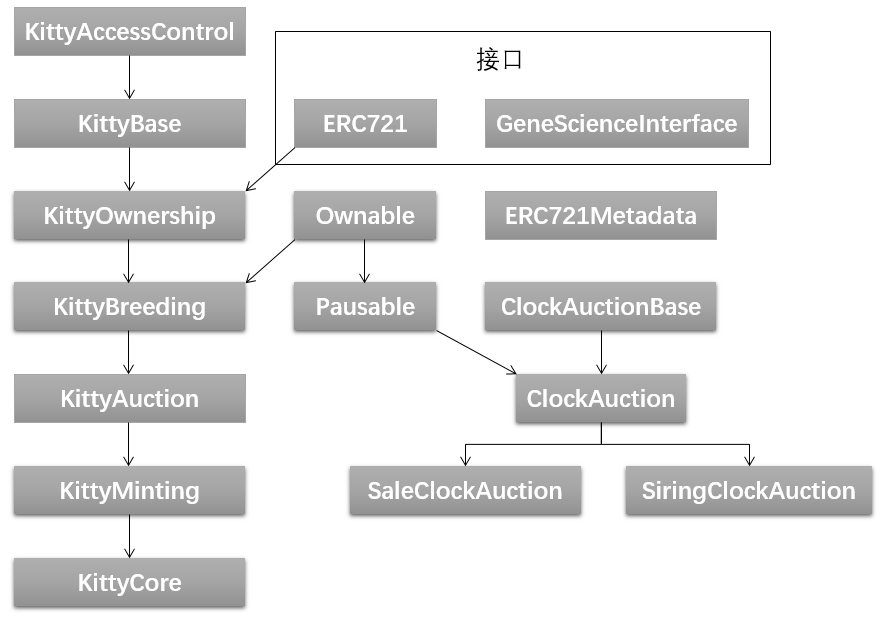 KittyAccessControl
接口
KittyBase
ERC721
GeneScienceInterface
KittyOwnership
Ownable
ERC721Metadata
KittyBreeding
Pausable
ClockAuctionBase
KittyAuction
ClockAuction
KittyMinting
SaleClockAuction
SiringClockAuction
KittyCore